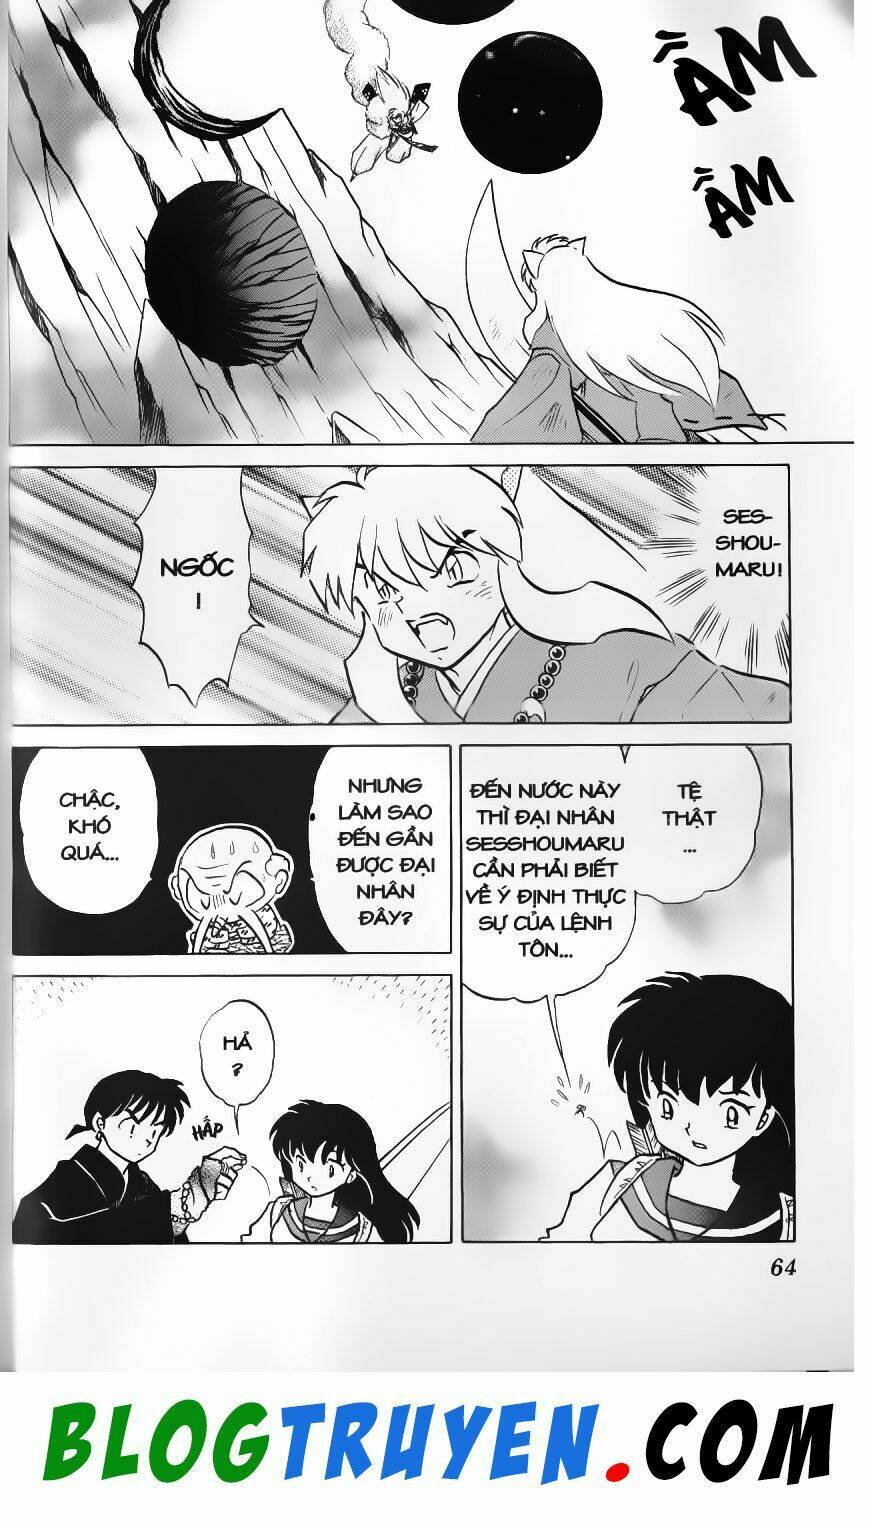 ẦM
ẦM
SES-
SHOU-
MARU!
NGỐC
!
TỆ
THẬT
...
ĐẾN NƯỚC NÀY
THÌ ĐẠI NHÂN
SESSHOUMARU
CẦN PHẢI BIẾT
VỀ Ý ĐỊNH THỰC
SỰ CỦA LỆNH
TÔN...
NHƯNG
LÀM SAO
ĐẾN GẦN
ĐƯỢC ĐẠI
NHÂN
ĐÂY?
CHẬC,
KHÓ
QUÁ...
HẢ
?
HẤP
64
BLOGTRUYEN.COM